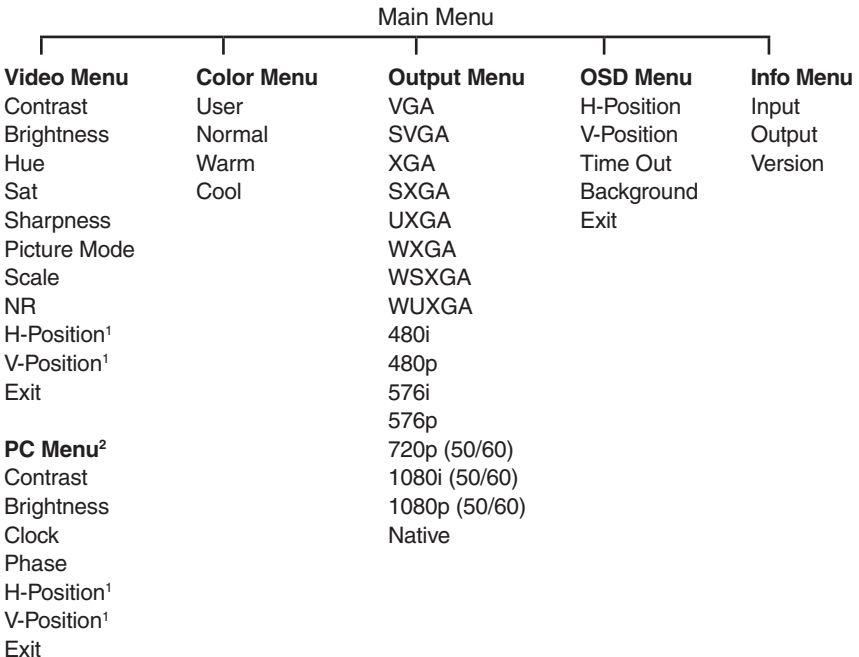 Main Menu
Video Menu
Contrast
Brightness
Hue
Sat
Sharpness
Picture Mode
Scale
NR
H-Position¹
V-Position¹
Exit
PC Menu²
Contrast
Brightness
Clock
Phase
H-Position¹
V-Position¹
Exit
Color Menu
User
Normal
Warm
Cool
Output Menu
VGA
SVGA
XGA
SXGA
UXGA
WXGA
WSXGA
WUXGA
480i
480p
576i
576p
720p (50/60)
1080i (50/60)
1080p (50/60)
Native
OSD Menu
H-Position
V-Position
Time Out
Background
Exit
Info Menu
Input
Output
Version